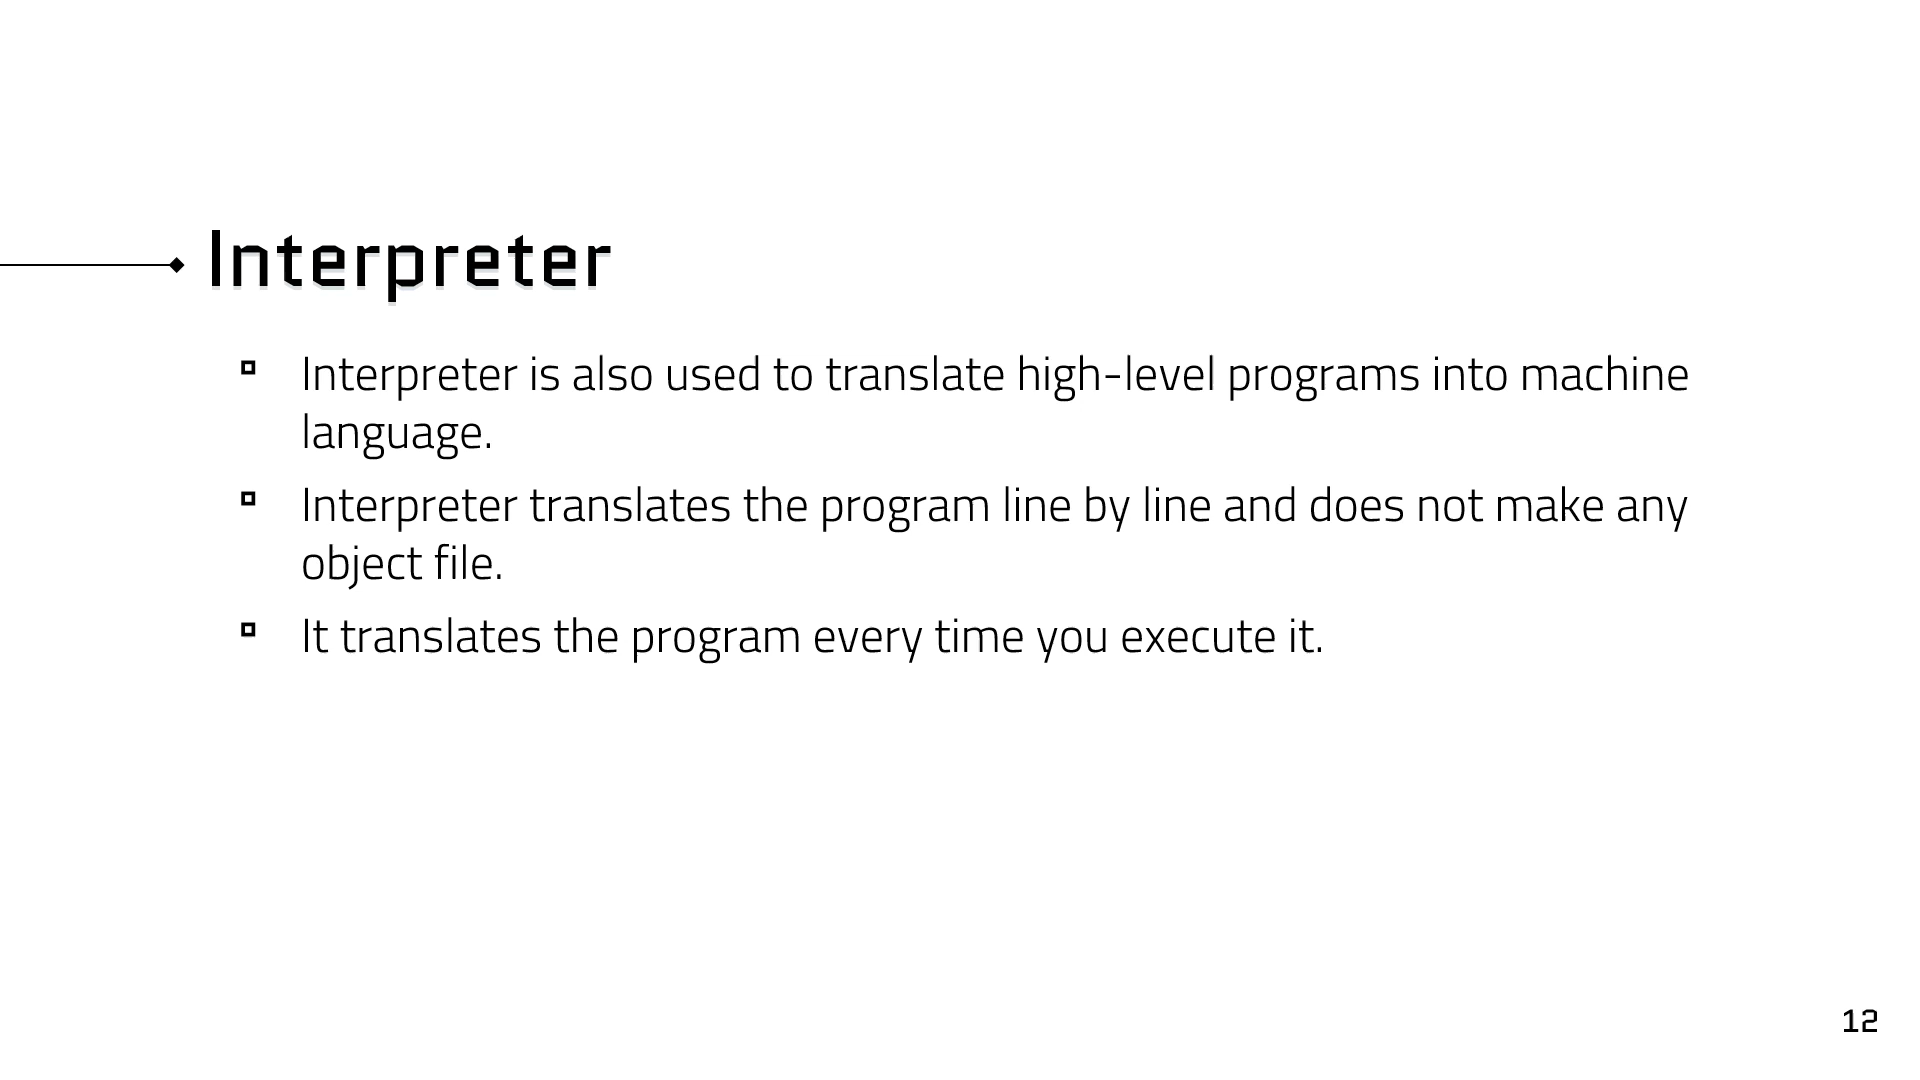 Interpreter
Interpreter is also used to translate high-level programs into machine
language.
Interpreter translates the program line by line and does not make any
object file.
It translates the program every time you execute it.
12